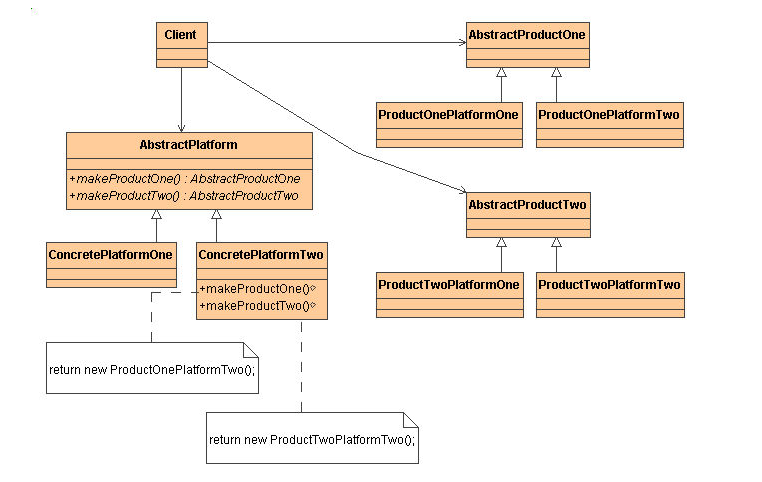 Client
AbstractProductOne
ProductOnePlatformOne
ProductOnePlatformTwo
AbstractPlatform
+makeProductOne() : AbstractProductOne
+makeProductTwo() : AbstractProductTwo
AbstractProductTwo
ConcretePlatformOne
ConcretePlatformTwo
+makeProductOne()
+makeProductTwo()
ProductTwoPlatformOne
ProductTwoPlatformTwo
return new ProductOnePlatformTwo();
return new ProductTwoPlatformTwo();